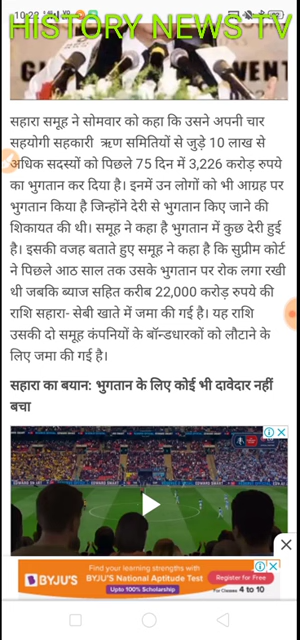 10:22
HISTORY NEWS TV
VENT
सहारा समूह ने सोमवार को कहा कि उसने अपनी चार
सहयोगी सहकारी ऋण समितियों से जुड़े 10 लाख से
अधिक सदस्यों को पिछले 75 दिन में 3,226 करोड़ रुपये
का भुगतान कर दिया है। इनमें उन लोगों को भी आग्रह पर
भुगतान किया है जिन्होंने देरी से भुगतान किए जाने की
शिकायत की थी। समूह ने कहा है भुगतान में कुछ देरी हुई
है। इसकी वजह बताते हुए समूह ने कहा है कि सुप्रीम कोर्ट
ने पिछले आठ साल तक उसके भुगतान पर रोक लगा रखी
थी जबकि ब्याज सहित करीब 22,000 करोड़ रुपये की
राशि सहारा- सेबी खाते में जमा की गई है। यह राशि
उसकी दो समूह कंपनियों के बॉन्डधारकों को लौटाने के
लिए जमा की गई है।
सहारा का बयान: भुगतान के लिए कोई भी दावेदार नहीं
बचा
BYJU'S
Find your learning strengths with
BYJU'S National Aptitude Test
Upto 100% Scholarship
Register for Free
For Classes 4 to 10